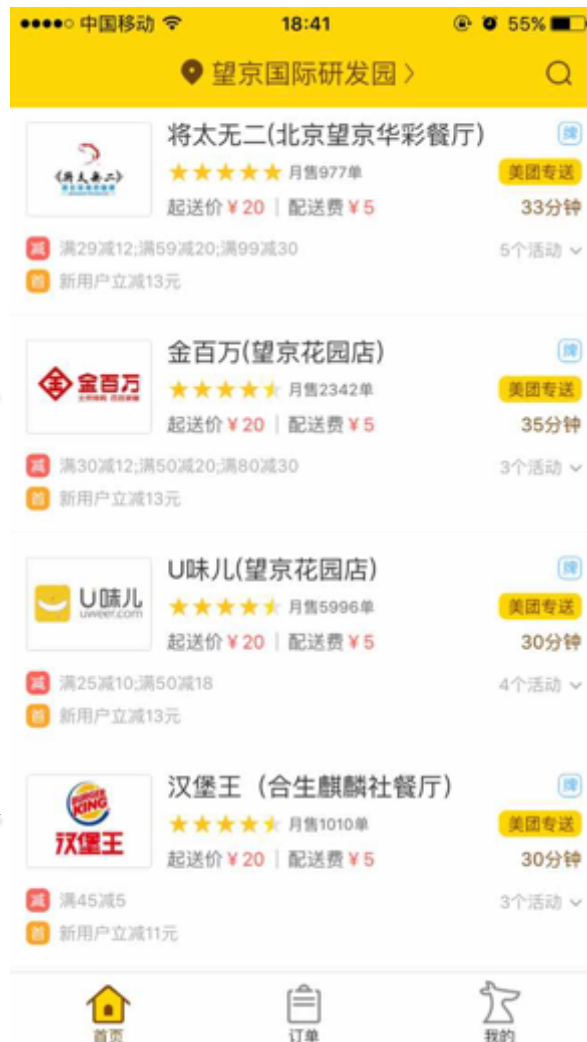 中国移动 18:41 55%
望京国际研发园
将太无二(北京望京华彩餐厅) 牌
《将太无二》
月售977单 美团专送
起送价¥20 配送费¥5 33分钟
减 满29减12;满59减20;满99减30 5个活动
首 新用户立减13元
金百万(望京花园店) 牌
金百万
月售2342单 美团专送
起送价¥20 配送费¥5 35分钟
减 满30减12;满50减20;满80减30 3个活动
首 新用户立减13元
U味儿(望京花园店) 牌
U味儿
uweer.com
月售5996单 美团专送
起送价¥20 配送费¥5 30分钟
减 满25减10;满50减18 4个活动
首 新用户立减13元
汉堡王（合生麒麟社餐厅） 牌
BURGER KING
汉堡王
月售1010单 美团专送
起送价¥20 配送费¥5 30分钟
减 满45减5 3个活动
首 新用户立减11元
首页 订单 我的